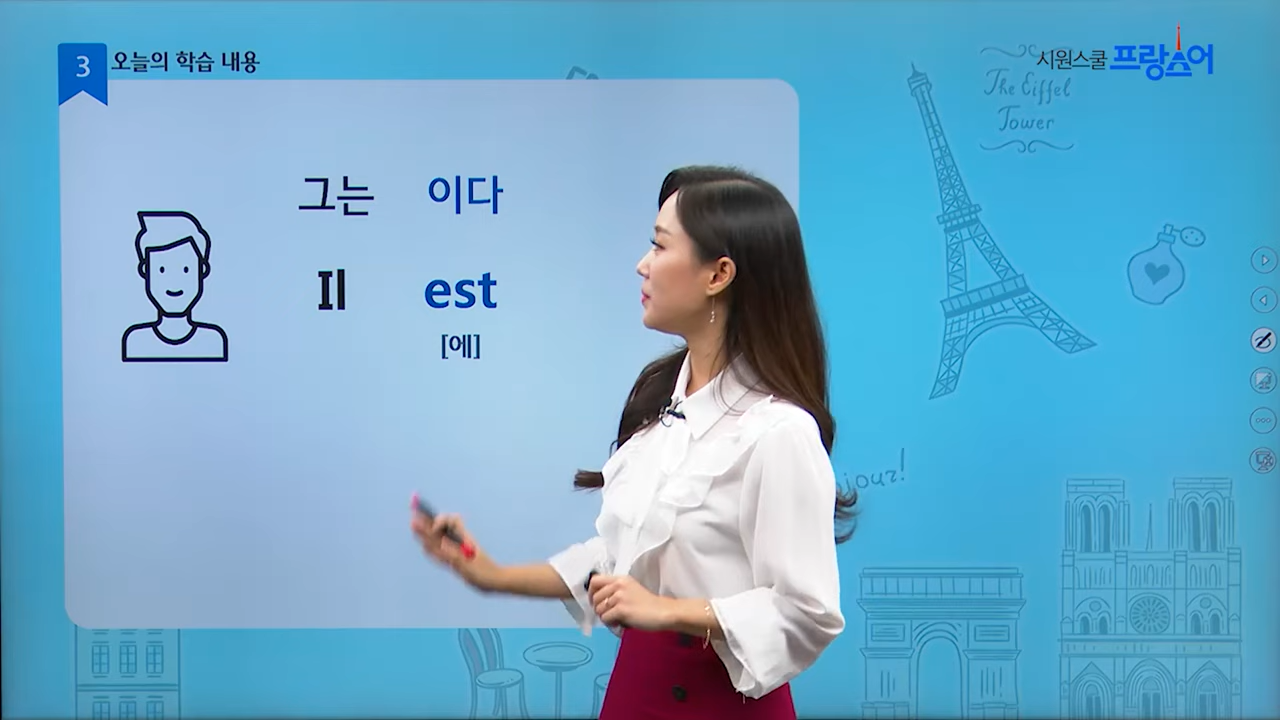 3 오늘의 학습 내용
시원스쿨 프랑스어
The Eiffel
Tower
그는 이다
Il est
[에]